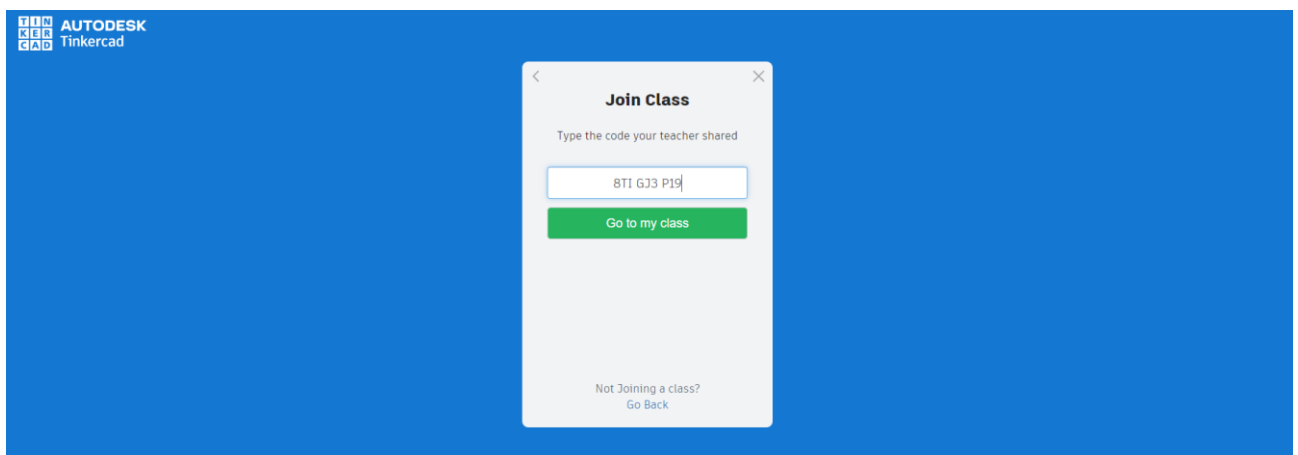 TIN
KER
CAD
AUTODESK
Tinkercad
Join Class
Type the code your teacher shared
8TI GJ3 P19
Go to my class
Not Joining a class?
Go Back